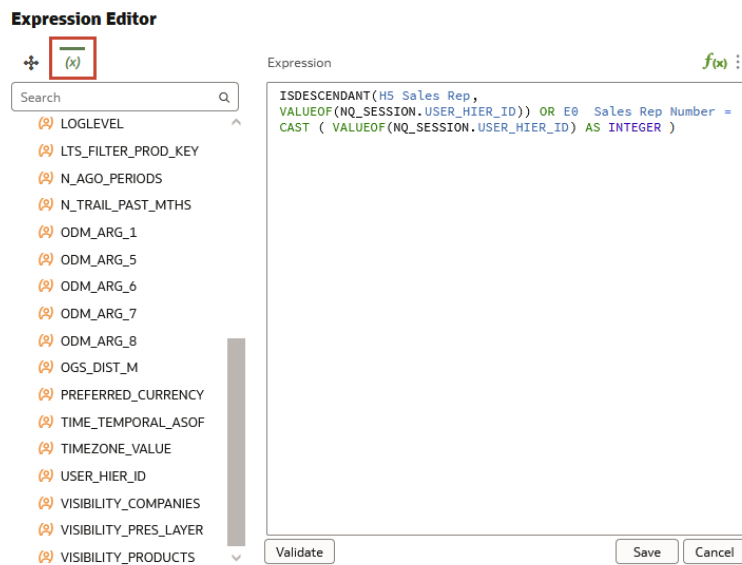 Expression Editor
(x)
Expression
f(x)
Search
LOGLEVEL
LTS_FILTER_PROD_KEY
N_AGO_PERIODS
N_TRAIL_PAST_MTHS
ODM_ARG_1
ODM_ARG_5
ODM_ARG_6
ODM_ARG_7
ODM_ARG_8
OGS_DIST_M
PREFERRED_CURRENCY
TIME_TEMPORAL_ASOF
TIMEZONE_VALUE
USER_HIER_ID
VISIBILITY_COMPANIES
VISIBILITY_PRES_LAYER
VISIBILITY_PRODUCTS
ISDESCENDANT(H5 Sales Rep,
VALUEOF(NQ_SESSION.USER_HIER_ID)) OR E0  Sales Rep Number =
CAST ( VALUEOF(NQ_SESSION.USER_HIER_ID) AS INTEGER )
Validate
Save
Cancel